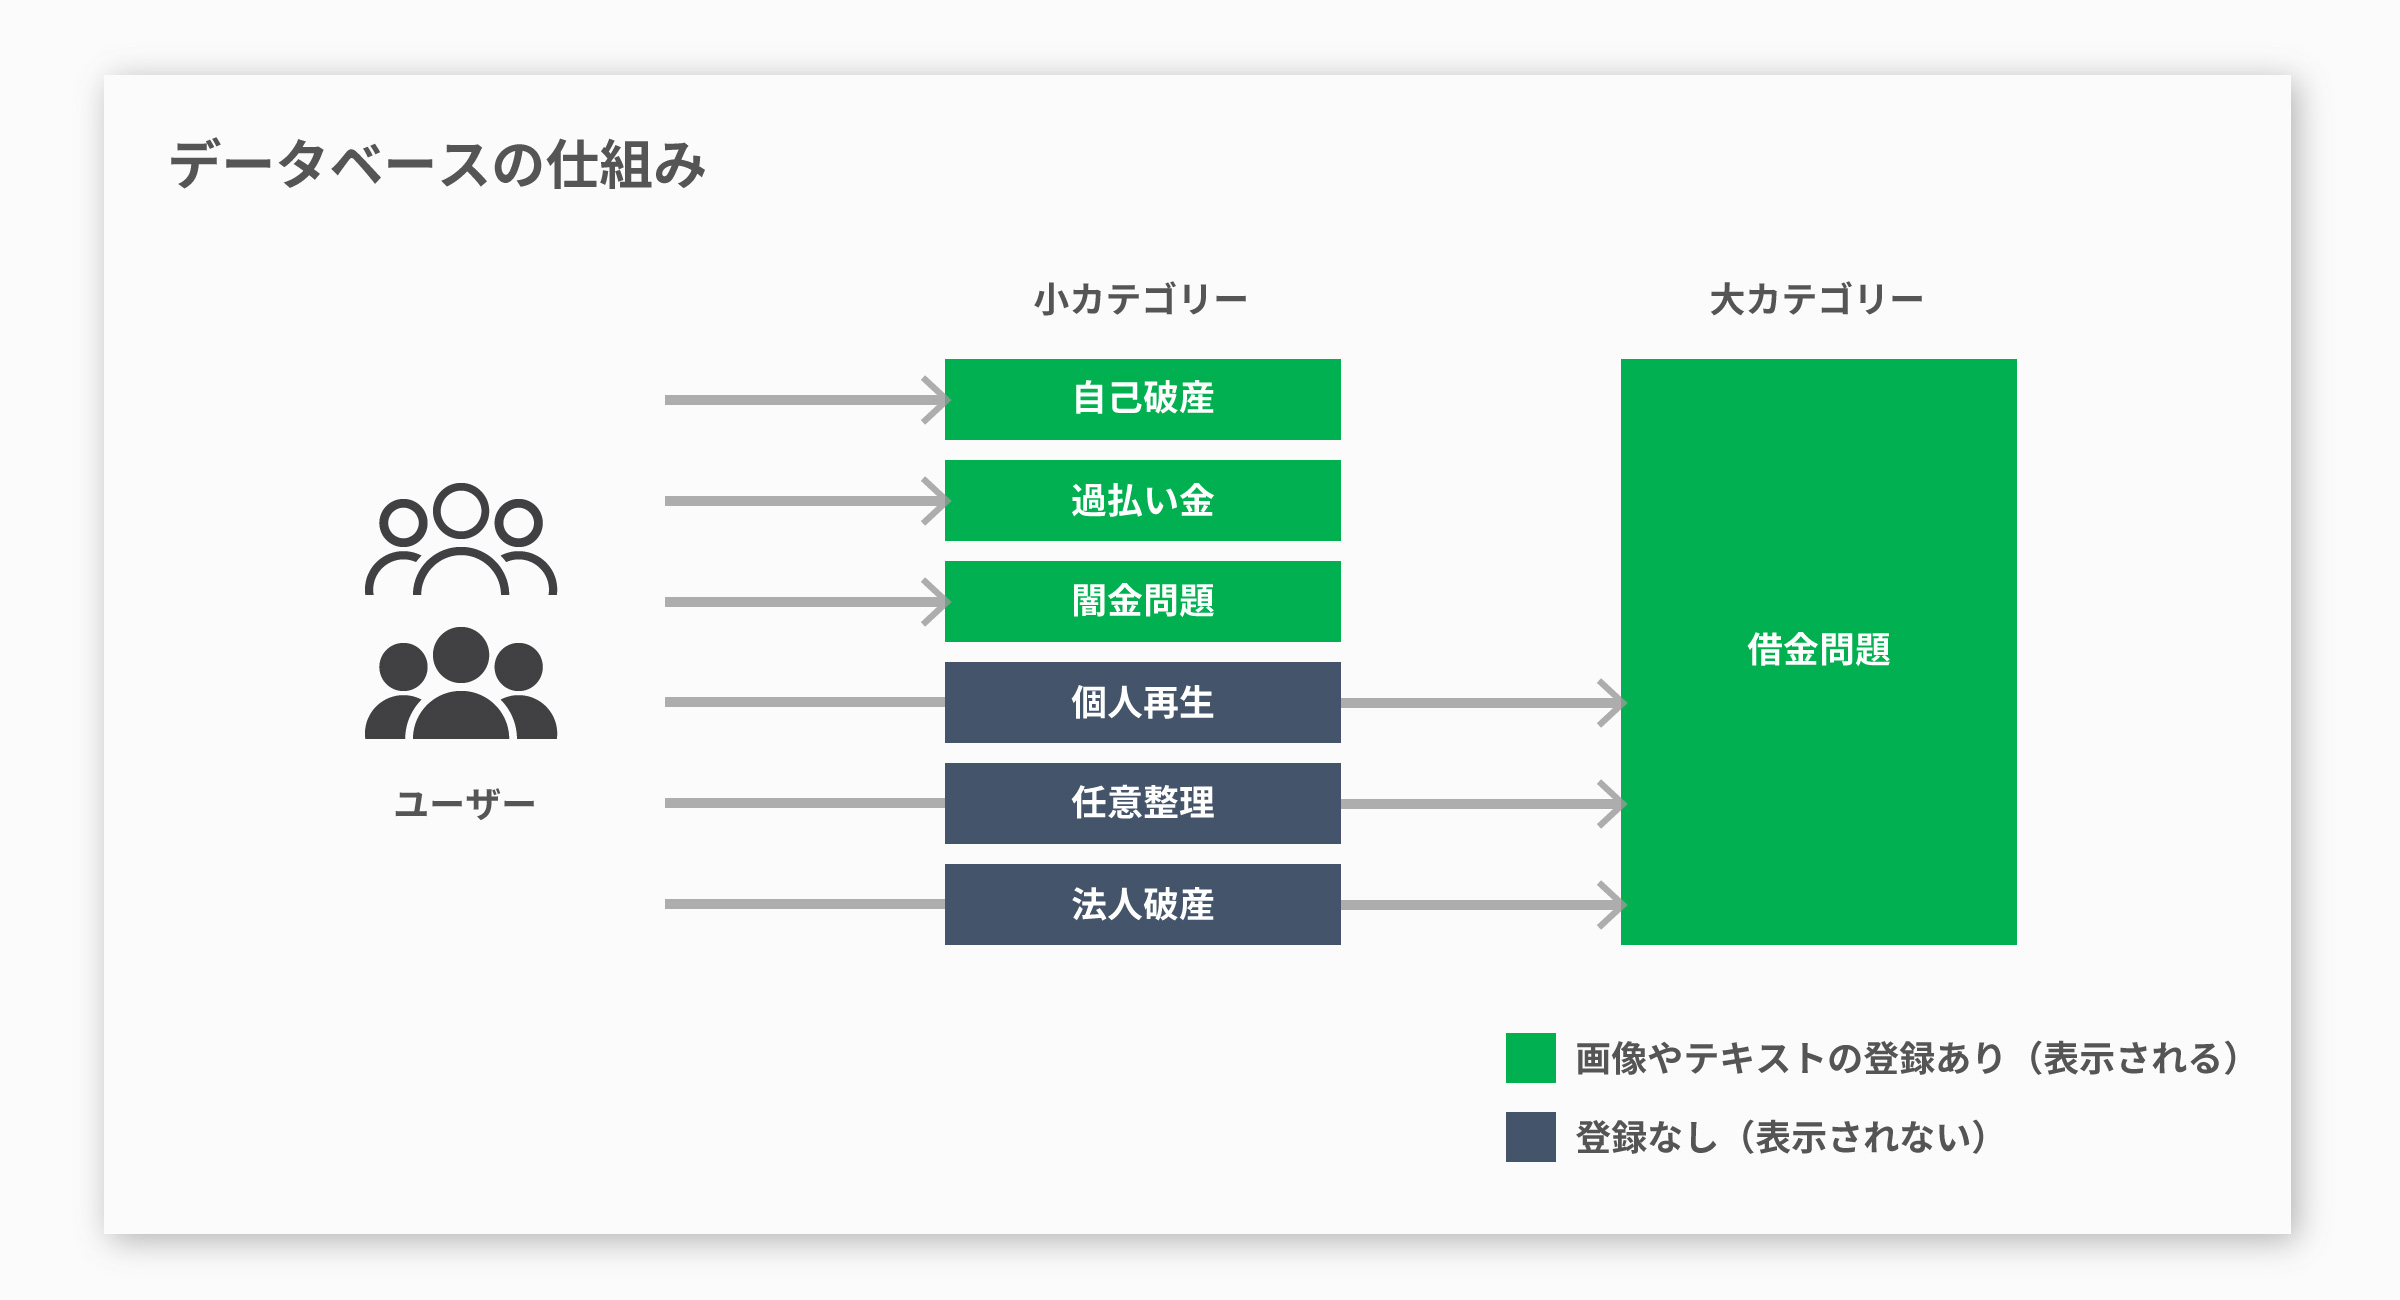 データベースの仕組み
小カテゴリー
大カテゴリー
自己破産
過払い金
闇金問題
個人再生
任意整理
法人破産
借金問題
ユーザー
画像やテキストの登録あり（表示される）
登録なし（表示されない）